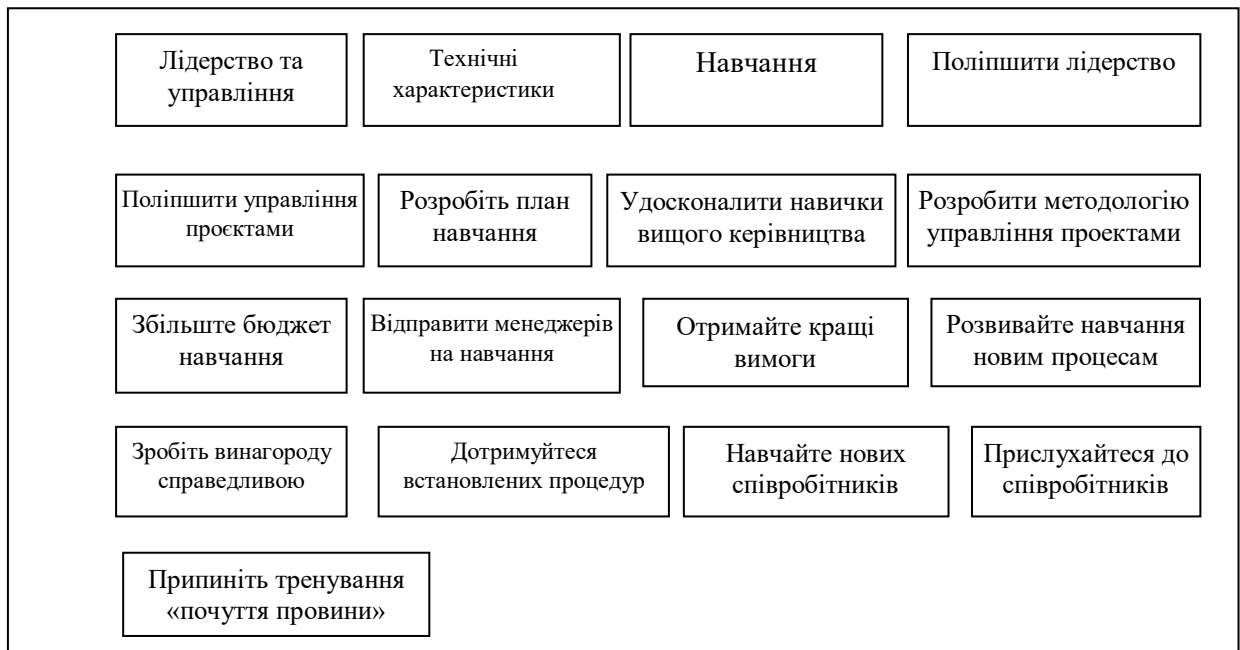 Лідерство та
управління
Технічні
характеристики
Навчання
Поліпшити лідерство
Поліпшити управління
проєктами
Розробіть план
навчання
Удосконалити навички
вищого керівництва
Розробити методологію
управління проектами
Збільште бюджет
навчання
Відправити менеджерів
на навчання
Отримайте кращі
вимоги
Розвивайте навчання
новим процесам
Зробіть винагороду
справедливою
Дотримуйтеся
встановлених процедур
Навчайте нових
співробітників
Прислухайтеся до
співробітників
Припиніть тренування
«почуття провини»